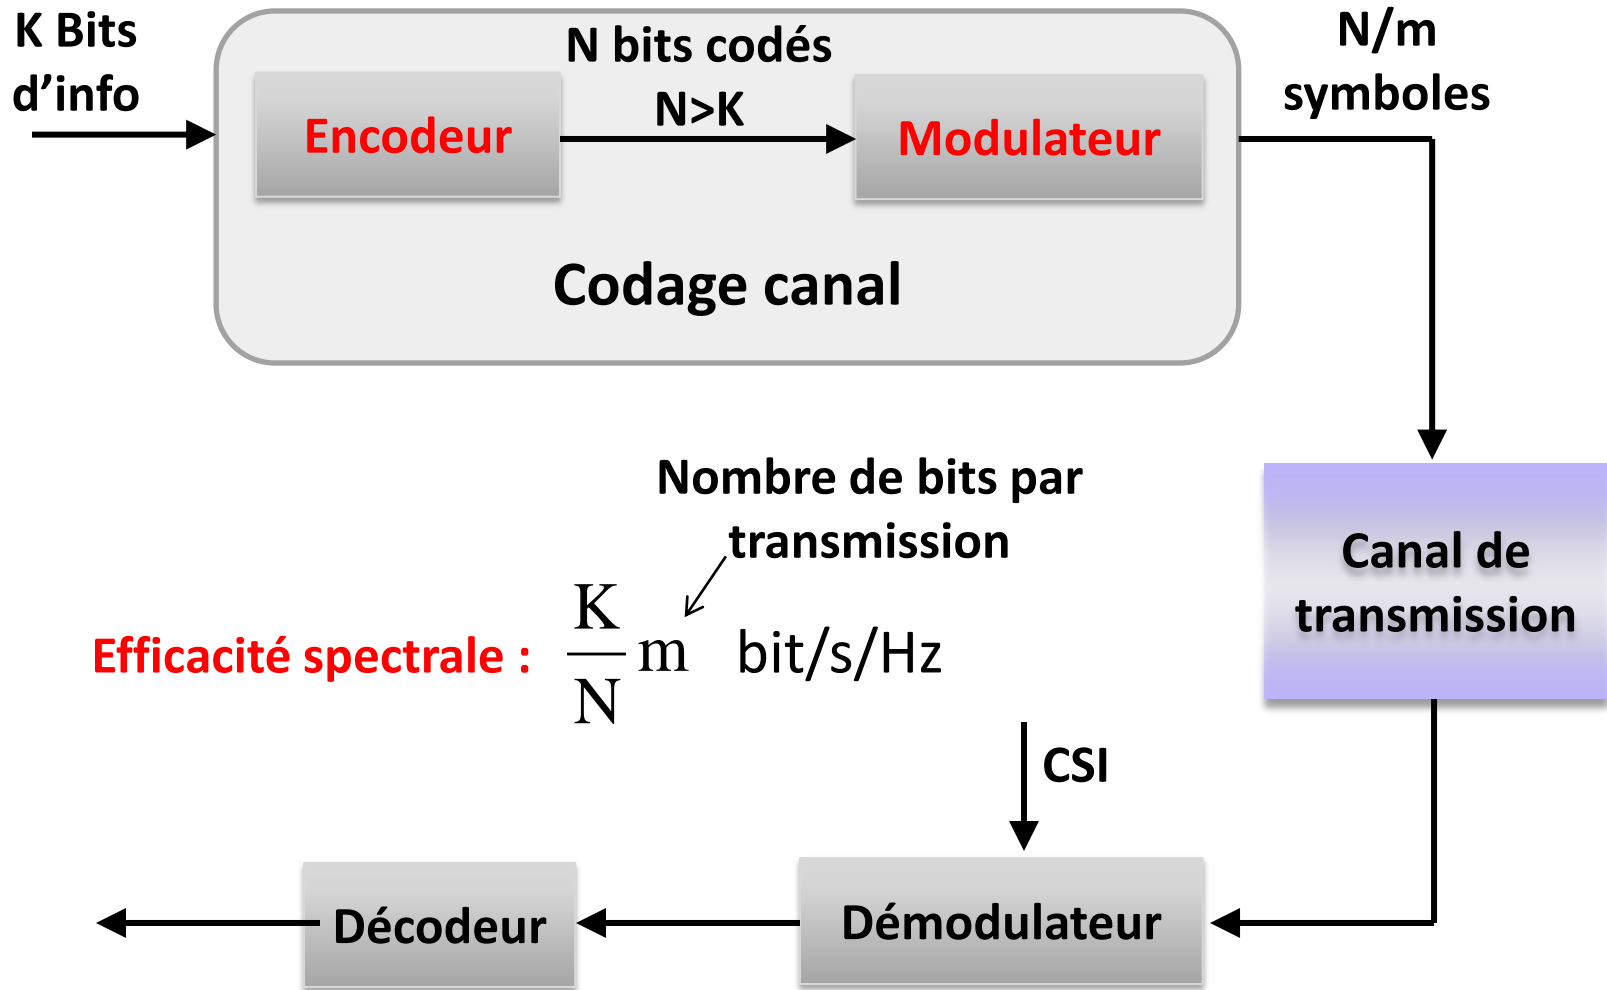 K Bits
d’info
N bits codés
N>K
Encodeur
Modulateur
Codage canal
N/m
symboles
Canal de
transmission
Nombre de bits par
transmission
Efficacité spectrale :
K
N
m
bit/s/Hz
CSI
Démodulateur
Décodeur